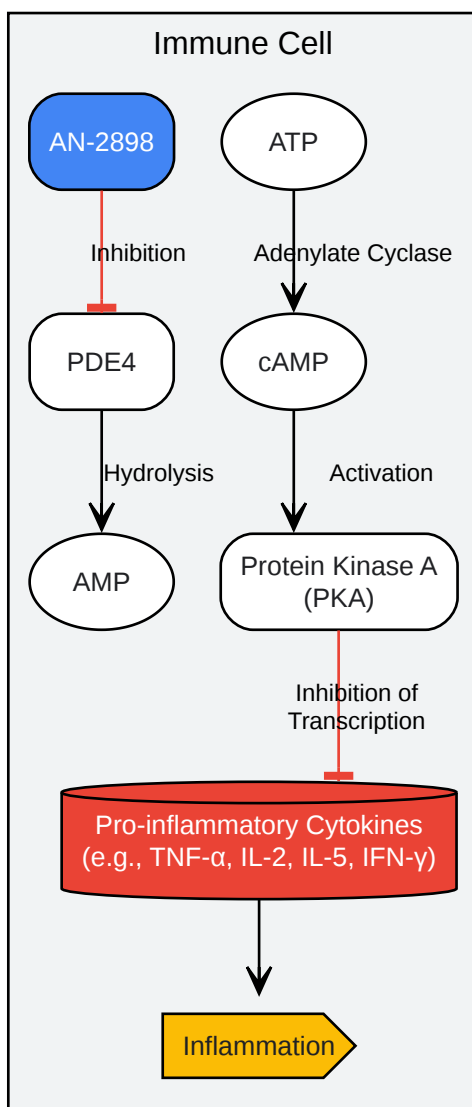 Immune Cell
AN-2898
ATP
Inhibition
Adenylate Cyclase
PDE4
cAMP
Hydrolysis
Activation
AMP
Protein Kinase A
(PKA)
Inhibition of
Transcription
Pro-inflammatory Cytokines
(e.g., TNF-α, IL-2, IL-5, IFN-γ)
Inflammation